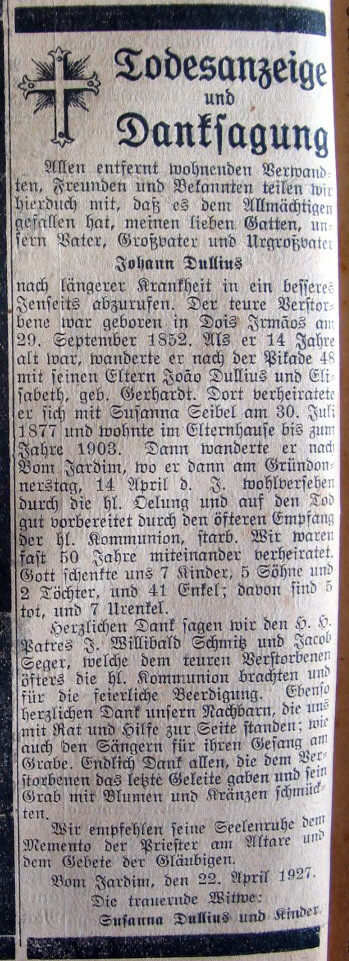 Todesanzeige
und
Danksagung
Allen entfernt wohnenden Verwand-
ten, Freunden und Bekannten teilen wir
hierduch mit, daß es dem Allmächtigen
gefallen hat, meinen lieben Gatten, un-
sern Vater, Großvater und Urgroßvater
Johann Dullius
nach längerer Krankheit in ein besseres
Jenseits abzurufen. Der teure Verstor-
bene war geboren in Dois Irmãos am
29. September 1852. Als er 14 Jahre
alt war, wanderte er nach der Pikade 48
mit seinen Eltern João Dullius und Eli-
sabeth, geb. Gerhardt. Dort verheiratete
er sich mit Susanna Seibel am 30. Juli
1877 und wohnte im Elternhause bis zum
Jahre 1903. Dann wanderte er nach
Bom Jardim, wo er dann am Gründon-
nerstag, 14 April d. J. wohlversehen
durch die hl. Oelung und auf den Tod
gut vorbereitet durch den öfteren Empfang
der hl. Kommunion, starb. Wir waren
fast 50 Jahre miteinander verheiratet.
Gott schenkte uns 7 Kinder, 5 Söhne und
2 Töchter, und 41 Enkel; davon sind 5
tot, und 7 Urenkel.
Herzlichen Dank sagen wir den H. H.
Patres J. Willibald Schmitz und Jacob
Seger, welche dem teuren Verstorbenen
öfters die hl. Kommunion brachten und
für die feierliche Beerdigung. Ebenso
herzlichen Dank unsern Nachbarn, die uns
mit Rat und Hilfe zur Seite standen; wie
auch den Sängern für ihren Gesang am
Grabe. Endlich Dank allen, die dem Ver-
storbenen das letzte Geleite gaben und sein
Grab mit Blumen und Kränzen schmück-
ten.
Wir empfehlen seine Seelenruhe dem
Memento der Priester am Altare und
dem Gebete der Gläubigen.
Bom Jardim, den 22. April 1927.
Die trauernde Witwe:
Susanna Dullius und Kinder.